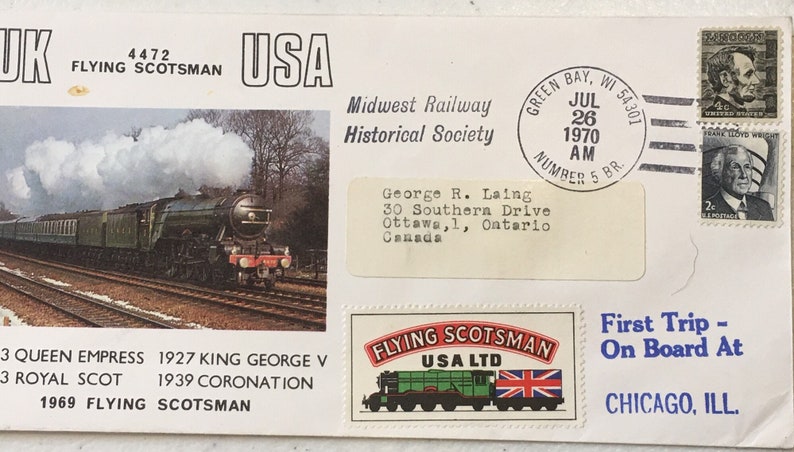 UK 4472 USA
FLYING SCOTSMAN
Midwest Railway
Historical Society
GREEN BAY, WI 54301
JUL
26
1970
AM
NUMBER 5 BR.
LINCOLN
4c
UNITED STATES
FRANK LLOYD WRIGHT
2c
U.S. POSTAGE
George R. Laing
30 Southern Drive
Ottawa,1, Ontario
Canada
4472
3 QUEEN EMPRESS 1927 KING GEORGE V
3 ROYAL SCOT 1939 CORONATION
1969 FLYING SCOTSMAN
FLYING SCOTSMAN
USA LTD
First Trip -
On Board At
CHICAGO, ILL.